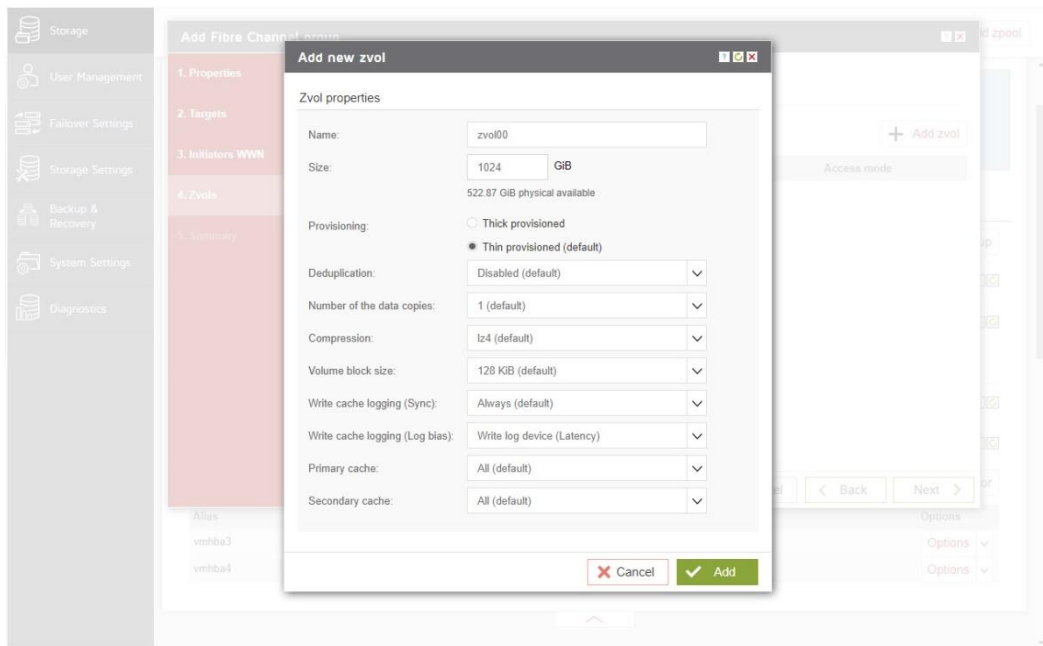 Storage
User Management
Failover Settings
Storage Settings
Backup &
Recovery
System Settings
Diagnostics
Add Fibre Channel group
1. Properties
2. Targets
3. Initiators WWN
4. Zvols
5. Summary
Add zvol
Access mode
Add new zvol
Zvol properties
Name: zvol00
Size: 1024 GiB
522.87 GiB physical available
Provisioning: Thick provisioned
Thin provisioned (default)
Deduplication: Disabled (default)
Number of the data copies: 1 (default)
Compression: lz4 (default)
Volume block size: 128 KiB (default)
Write cache logging (Sync): Always (default)
Write cache logging (Log bias): Write log device (Latency)
Primary cache: All (default)
Secondary cache: All (default)
Cancel Add
Back Next
Alias Options
vmhba3 Options
vmhba4 Options
zpool